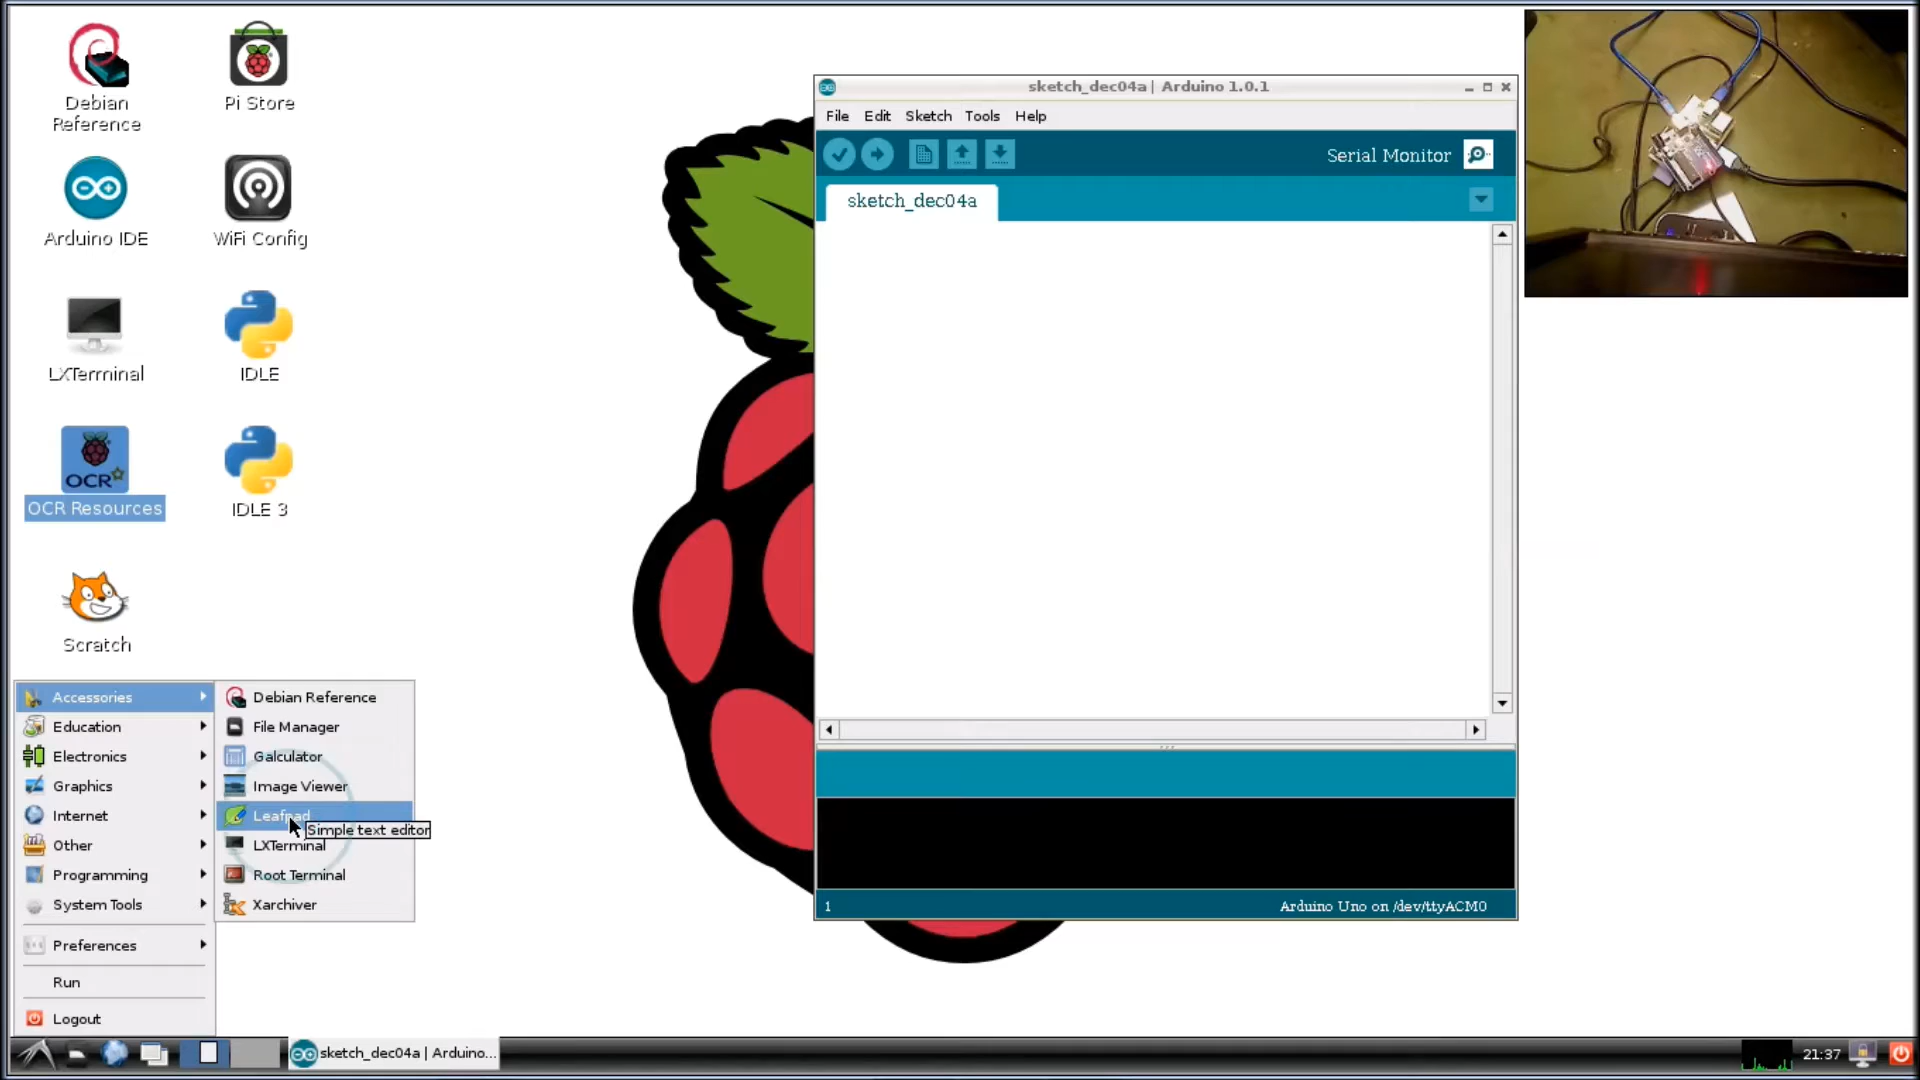 Debian
Reference
Pi Store
Arduino IDE
WiFi Config
LXTerminal
IDLE
OCR
OCR Resources
IDLE 3
Scratch
sketch_dec04a | Arduino 1.0.1
File Edit Sketch Tools Help
Serial Monitor
sketch_dec04a
1
Arduino Uno on /dev/ttyACM0
Accessories
Education
Electronics
Graphics
Internet
Other
Programming
System Tools
Preferences
Run
Logout
Debian Reference
File Manager
Galculator
Image Viewer
Leafpad
Simple text editor
LXTerminal
Root Terminal
Xarchiver
sketch_dec04a | Arduino...
21:37